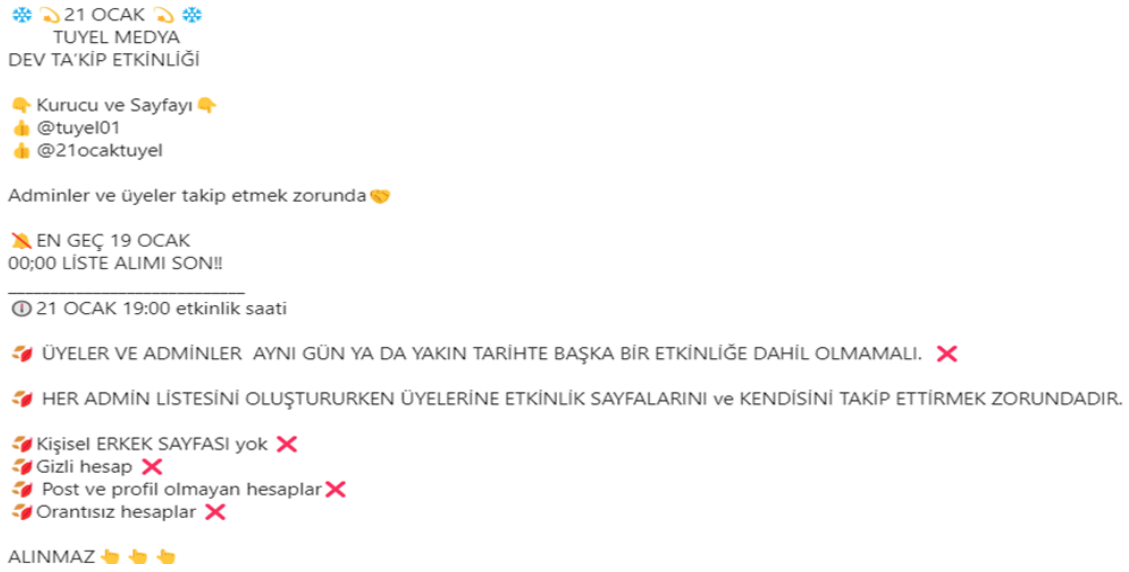 ❄️ 💫 21 OCAK 💫 ❄️
TUYEL MEDYA
DEV TA'KİP ETKİNLİĞİ
👇 Kurucu ve Sayfayı 👇
👍 @tuyel01
👍 @21ocaktuyel
Adminler ve üyeler takip etmek zorunda🤝
🔕 EN GEÇ 19 OCAK
00;00 LİSTE ALIMI SON!!
____________________________
⏲ 21 OCAK 19:00 etkinlik saati
🍂 ÜYELER VE ADMİNLER AYNI GÜN YA DA YAKIN TARİHTE BAŞKA BİR ETKİNLİĞE DAHİL OLMAMALI. ❌
🍂 HER ADMİN LİSTESİNİ OLUŞTURURKEN ÜYELERİNE ETKİNLİK SAYFALARINI ve KENDİSİNİ TAKİP ETTİRMEK ZORUNDADIR.
🍂 Kişisel ERKEK SAYFASI yok ❌
🍂 Gizli hesap ❌
🍂 Post ve profil olmayan hesaplar❌
🍂 Orantısız hesaplar ❌
ALINMAZ 👆 👆 👆